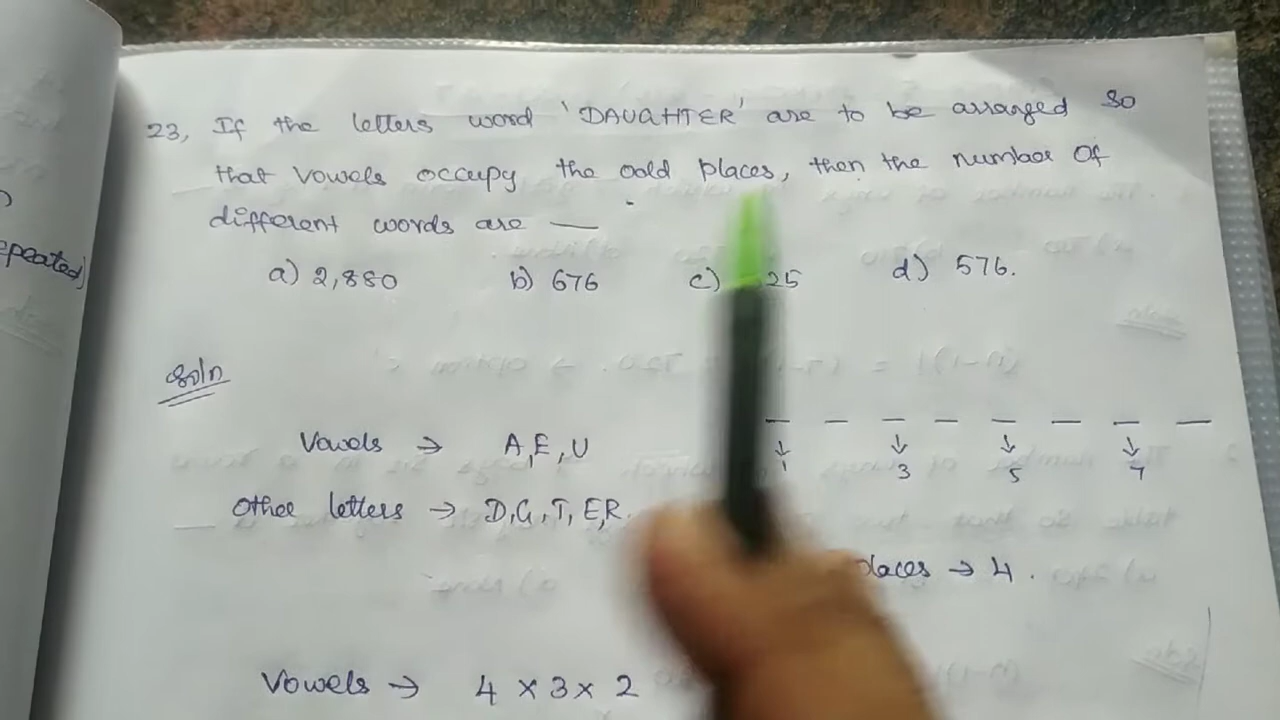 epeated)
23, If the letters word 'DAUGHTER' are to be arranged so
that vowels occupy the odd places, then the number of
different words are —
a) 2,880 b) 676 c) 25 d) 576.
Soln
Vowels → A,E,U
Other letters → D,G,T,E,R.
1 3 5 7
places → 4.
Vowels → 4 × 3 × 2